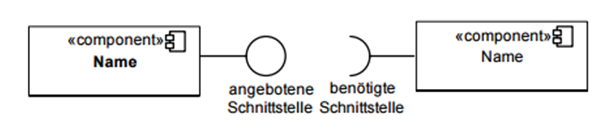 «component»
Name
angebotene
Schnittstelle
benötigte
Schnittstelle
«component»
Name